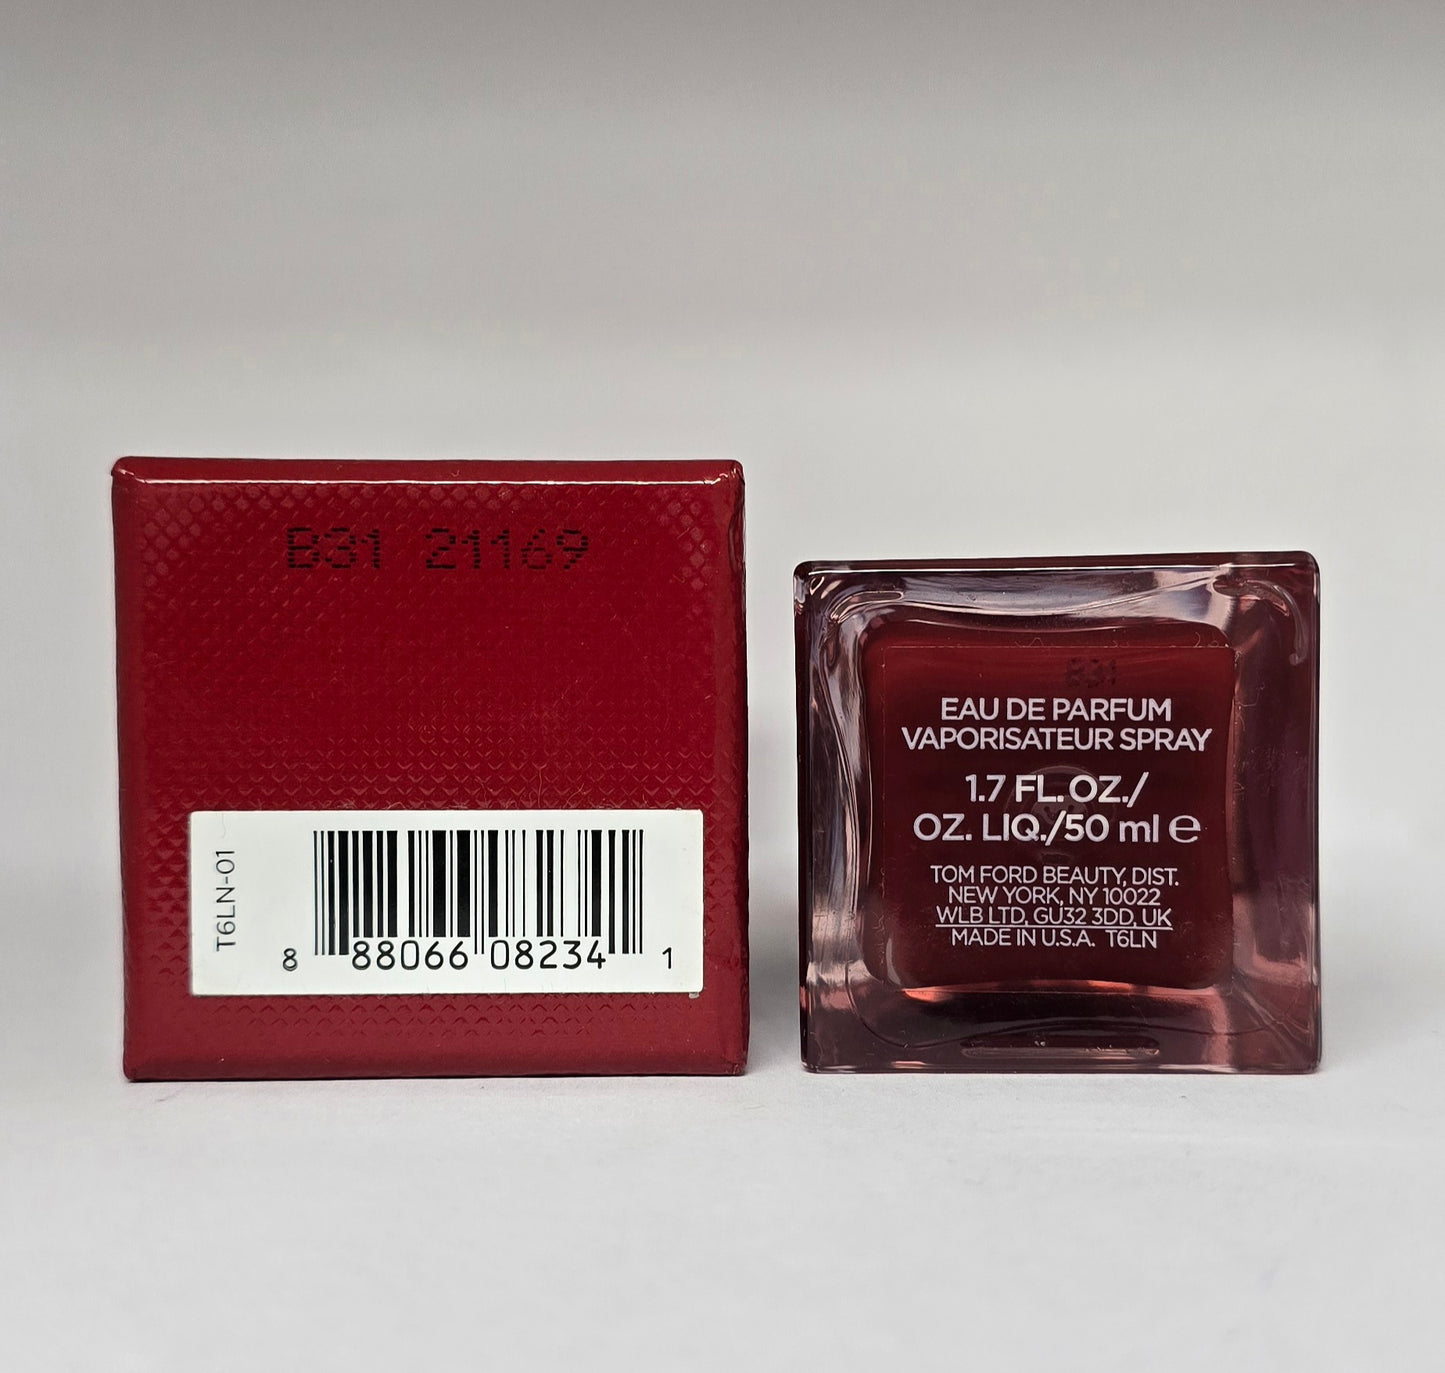 B31 21169
T6LN-01
8 88066 08234 1
B31
EAU DE PARFUM
VAPORISATEUR SPRAY
1.7 FL. OZ./
OZ. LIQ./50 ml e
TOM FORD BEAUTY, DIST.
NEW YORK, NY 10022
WLB LTD, GU32 3DD, UK
MADE IN U.S.A. T6LN